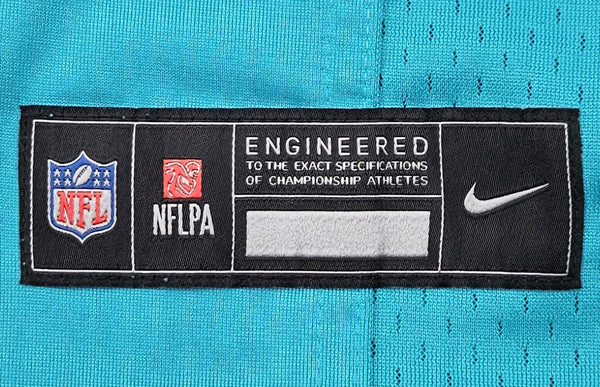 NFL
NFLPA
ENGINEERED
TO THE EXACT SPECIFICATIONS
OF CHAMPIONSHIP ATHLETES